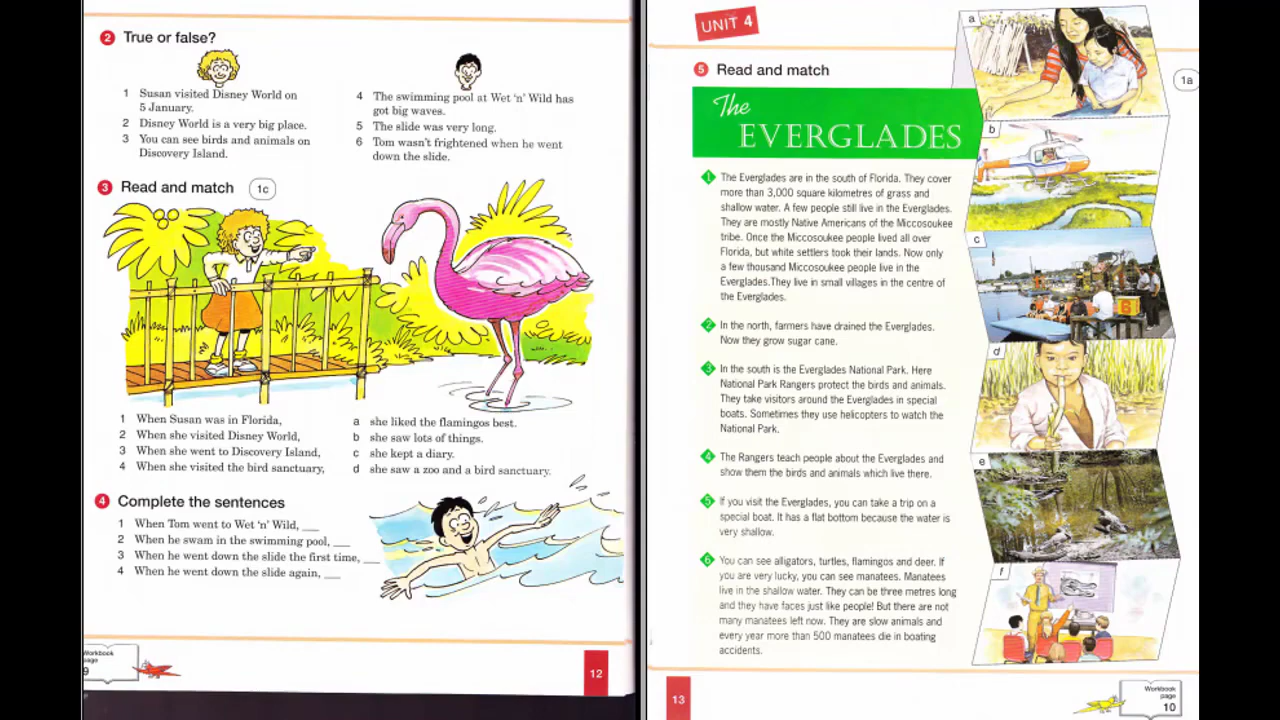 2 True or false?
1 Susan visited Disney World on
5 January.
2 Disney World is a very big place.
3 You can see birds and animals on
Discovery Island.
4 The swimming pool at Wet 'n' Wild has
got big waves.
5 The slide was very long.
6 Tom wasn't frightened when he went
down the slide.
3 Read and match 1c
1 When Susan was in Florida,
2 When she visited Disney World,
3 When she went to Discovery Island,
4 When she visited the bird sanctuary,
a she liked the flamingos best.
b she saw lots of things.
c she kept a diary.
d she saw a zoo and a bird sanctuary.
4 Complete the sentences
1 When Tom went to Wet 'n' Wild, __
2 When he swam in the swimming pool, __
3 When he went down the slide the first time, __
4 When he went down the slide again, __
Workbook
page
9
12
UNIT 4
5 Read and match
1a
The
EVERGLADES
1 The Everglades are in the south of Florida. They cover
more than 3,000 square kilometres of grass and
shallow water. A few people still live in the Everglades.
They are mostly Native Americans of the Miccosoukee
tribe. Once the Miccosoukee people lived all over
Florida, but white settlers took their lands. Now only
a few thousand Miccosoukee people live in the
Everglades.They live in small villages in the centre of
the Everglades.
2 In the north, farmers have drained the Everglades.
Now they grow sugar cane.
3 In the south is the Everglades National Park. Here
National Park Rangers protect the birds and animals.
They take visitors around the Everglades in special
boats. Sometimes they use helicopters to watch the
National Park.
4 The Rangers teach people about the Everglades and
show them the birds and animals which live there.
5 If you visit the Everglades, you can take a trip on a
special boat. It has a flat bottom because the water is
very shallow.
6 You can see alligators, turtles, flamingos and deer. If
you are very lucky, you can see manatees. Manatees
live in the shallow water. They can be three metres long
and they have faces just like people! But there are not
many manatees left now. They are slow animals and
every year more than 500 manatees die in boating
accidents.
a
b
c
6
d
e
f
13
Workbook
page
10